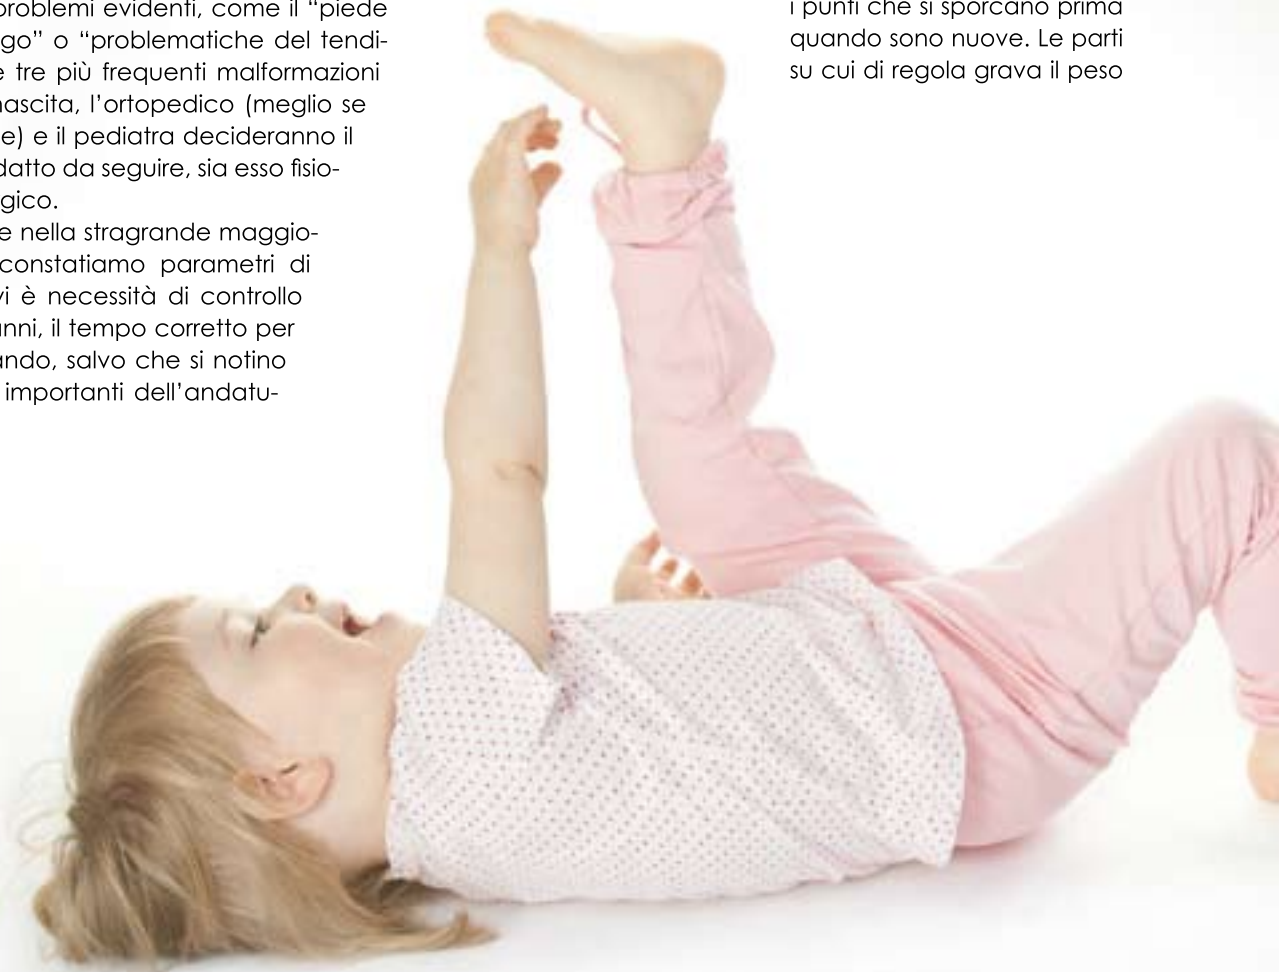 problemi evidenti, come il “piede
go” o “problematiche del tendi-
e tre più frequenti malformazioni
nascita, l’ortopedico (meglio se
e) e il pediatra decideranno il
datto da seguire, sia esso fisio-
gico.
e nella stragrande maggio-
constatiamo parametri di
vi è necessità di controllo
anni, il tempo corretto per
ando, salvo che si notino
importanti dell’andatu-
i punti che si sporcano prima
quando sono nuove. Le parti
su cui di regola grava il peso